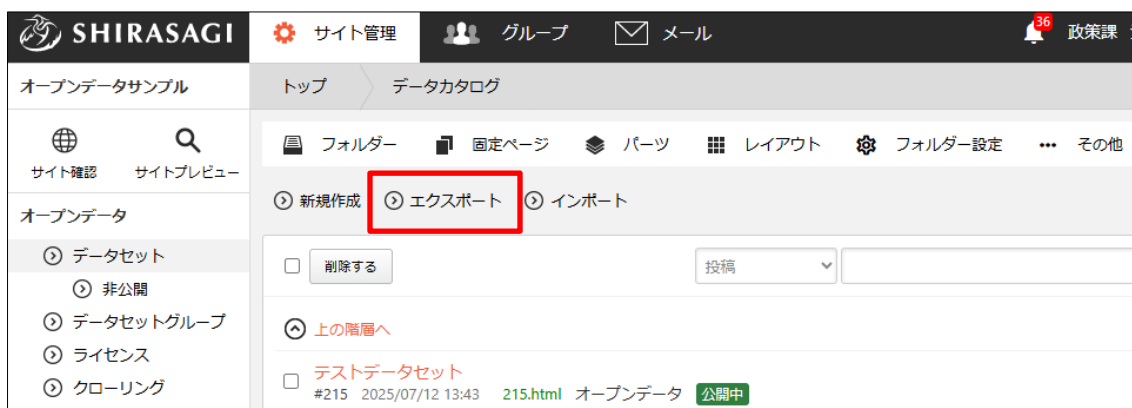 SHIRASAGI サイト管理 グループ メール 36 政策課
オープンデータサンプル トップ データカタログ
サイト確認 サイトプレビュー フォルダー 固定ページ パーツ レイアウト フォルダー設定 ••• その他
新規作成 エクスポート インポート
オープンデータ
データセット
削除する 投稿
非公開
データセットグループ
上の階層へ
ライセンス
テストデータセット
クローリング
#215 2025/07/12 13:43 215.html オープンデータ 公開中